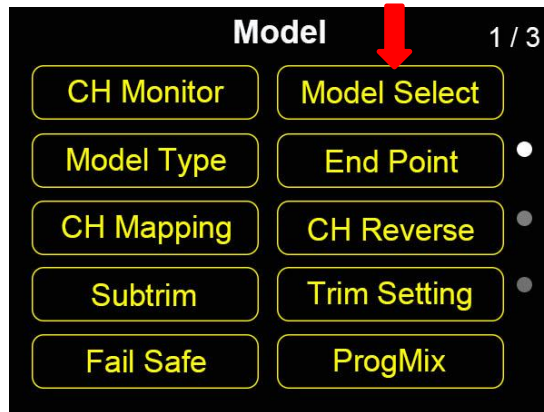 Model
1 / 3
CH Monitor
Model Select
Model Type
End Point
CH Mapping
CH Reverse
Subtrim
Trim Setting
Fail Safe
ProgMix